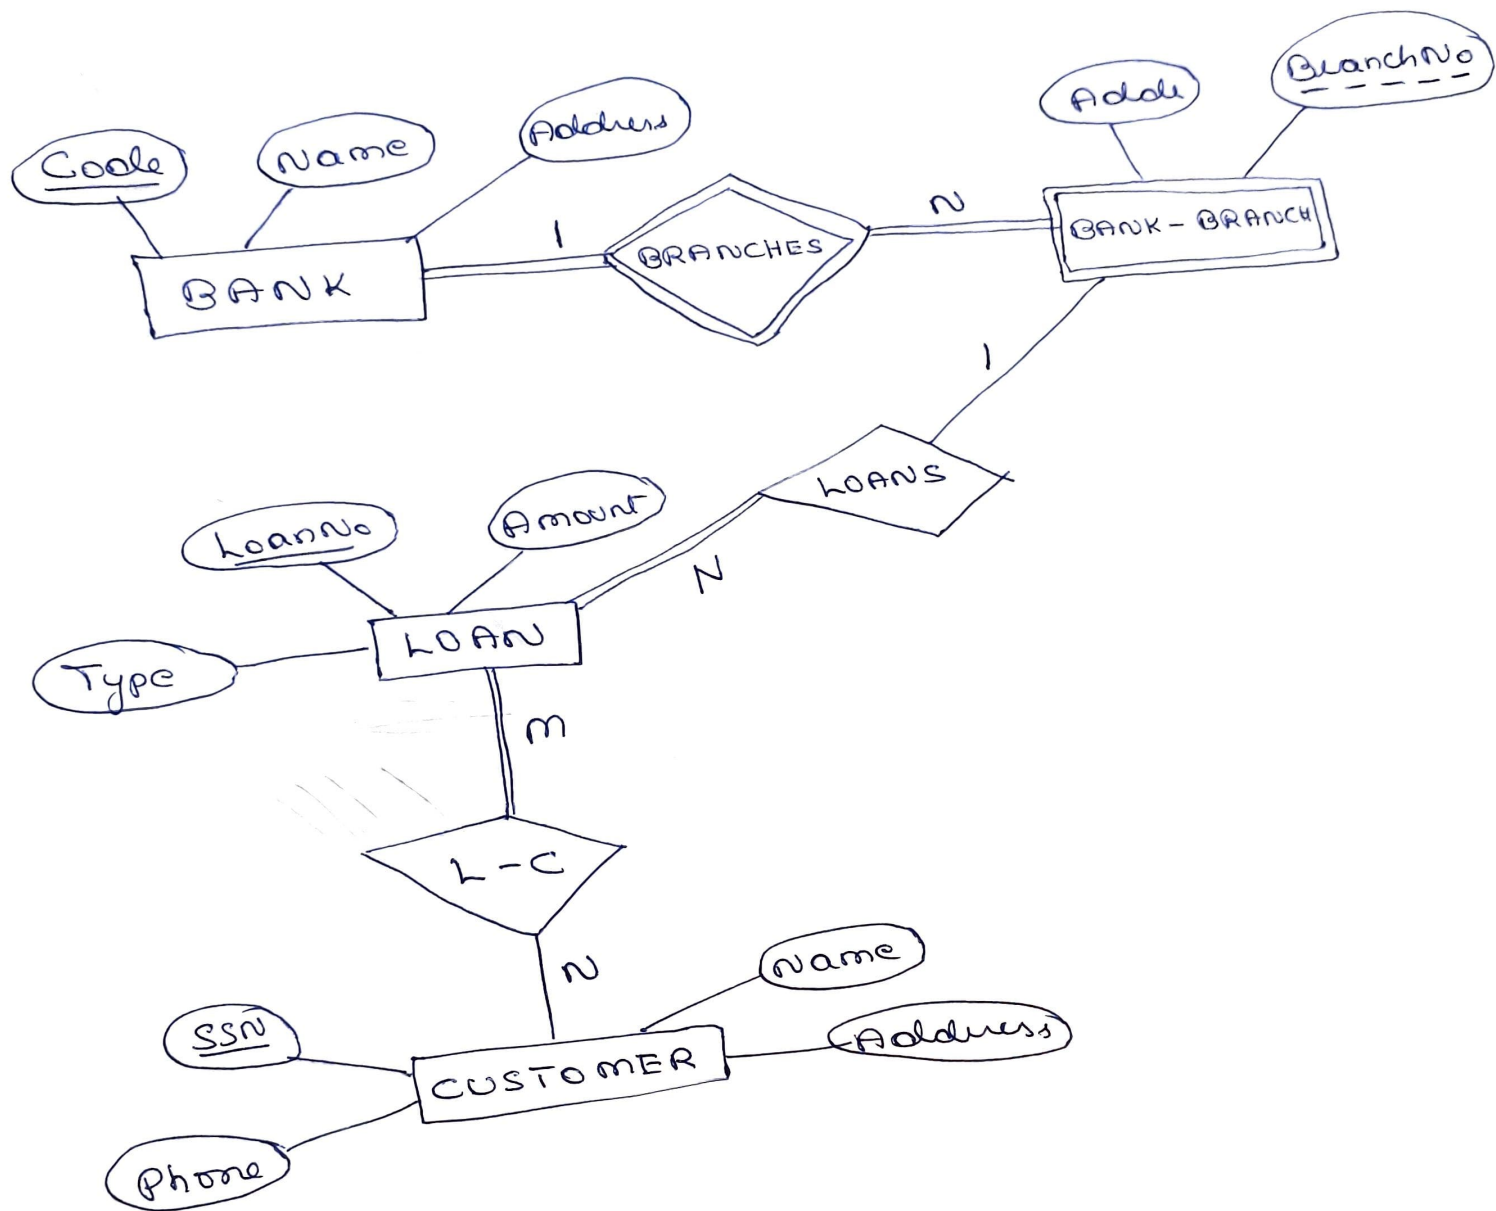 BranchNo
Addr
Address
Name
Code
N
1
BANK-BRANCH
BRANCHES
BANK
1
LOANS
Amount
LoanNo
N
LOAN
Type
M
L-C
N
Name
SSN
Address
CUSTOMER
Phone